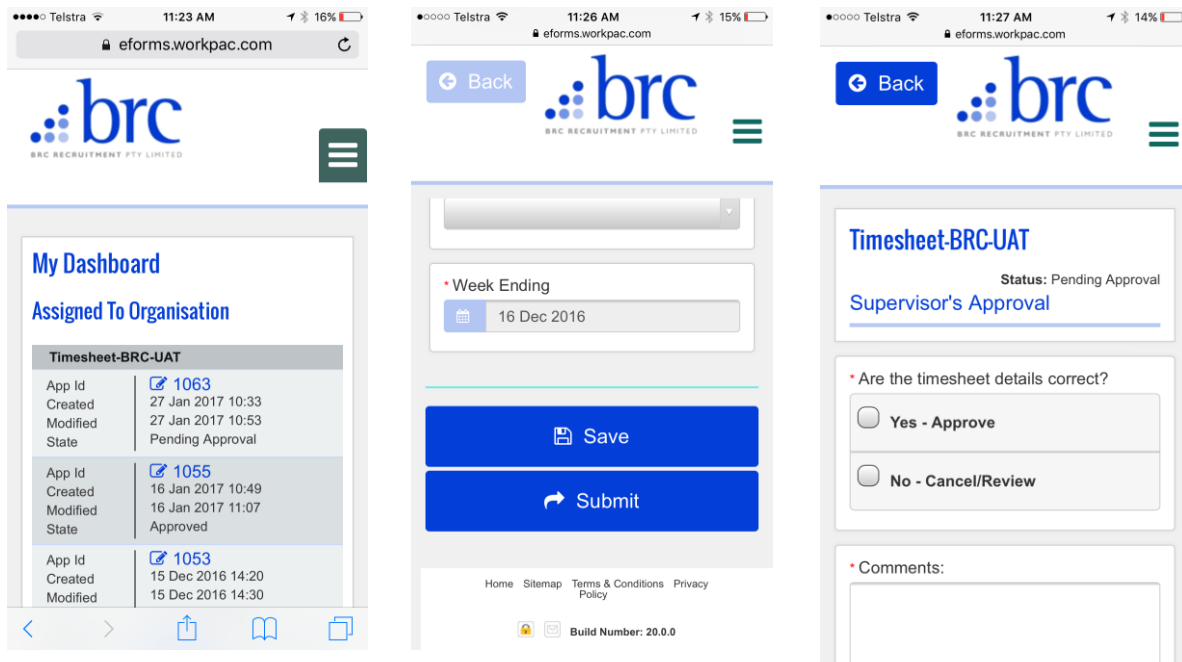 Telstra 11:23 AM 16%
eforms.workpac.com
brc
BRC RECRUITMENT PTY LIMITED
My Dashboard
Assigned To Organisation
Timesheet-BRC-UAT
App Id 1063
Created 27 Jan 2017 10:33
Modified 27 Jan 2017 10:53
State Pending Approval
App Id 1055
Created 16 Jan 2017 10:49
Modified 16 Jan 2017 11:07
State Approved
App Id 1053
Created 15 Dec 2016 14:20
Modified 15 Dec 2016 14:30
Telstra 11:26 AM 15%
eforms.workpac.com
Back
brc
BRC RECRUITMENT PTY LIMITED
* Week Ending
16 Dec 2016
Save
Submit
Home Sitemap Terms & Conditions Privacy
Policy
Build Number: 20.0.0
Telstra 11:27 AM 14%
eforms.workpac.com
Back
brc
BRC RECRUITMENT PTY LIMITED
Timesheet-BRC-UAT
Status: Pending Approval
Supervisor's Approval
* Are the timesheet details correct?
Yes - Approve
No - Cancel/Review
* Comments: